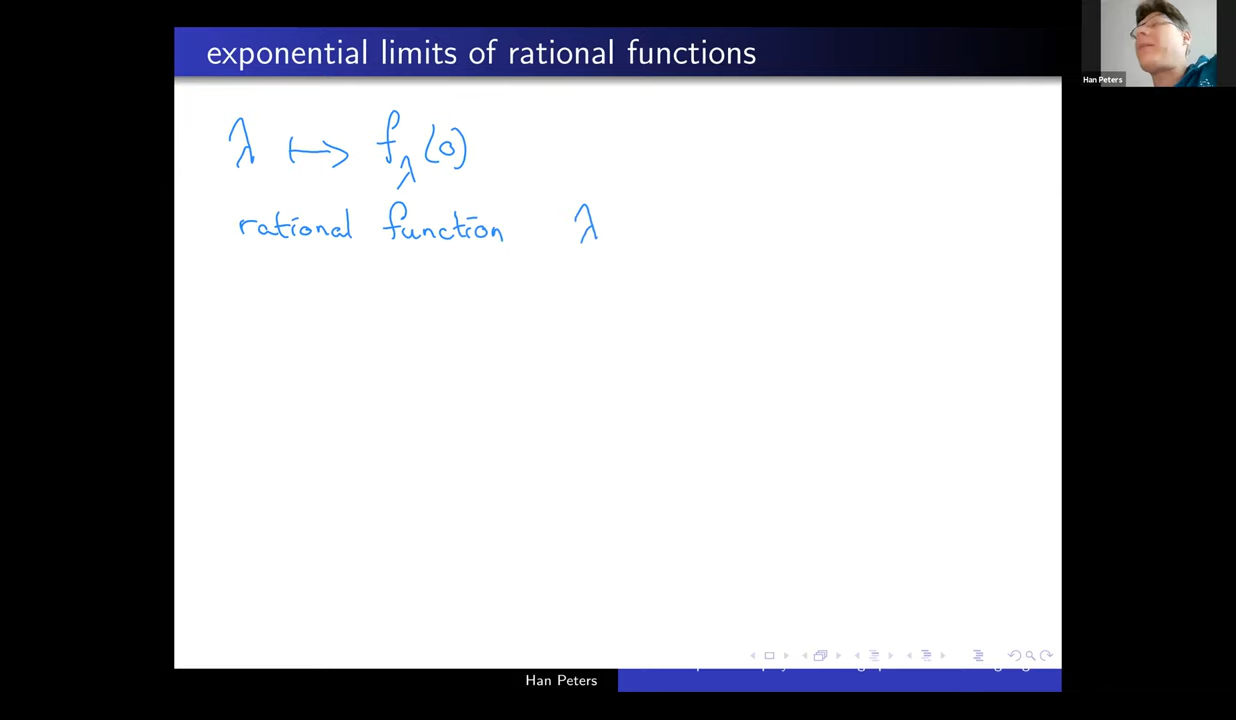 exponential limits of rational functions
Han Peters
λ ↦ f_λ(0)
rational function λ
Han Peters